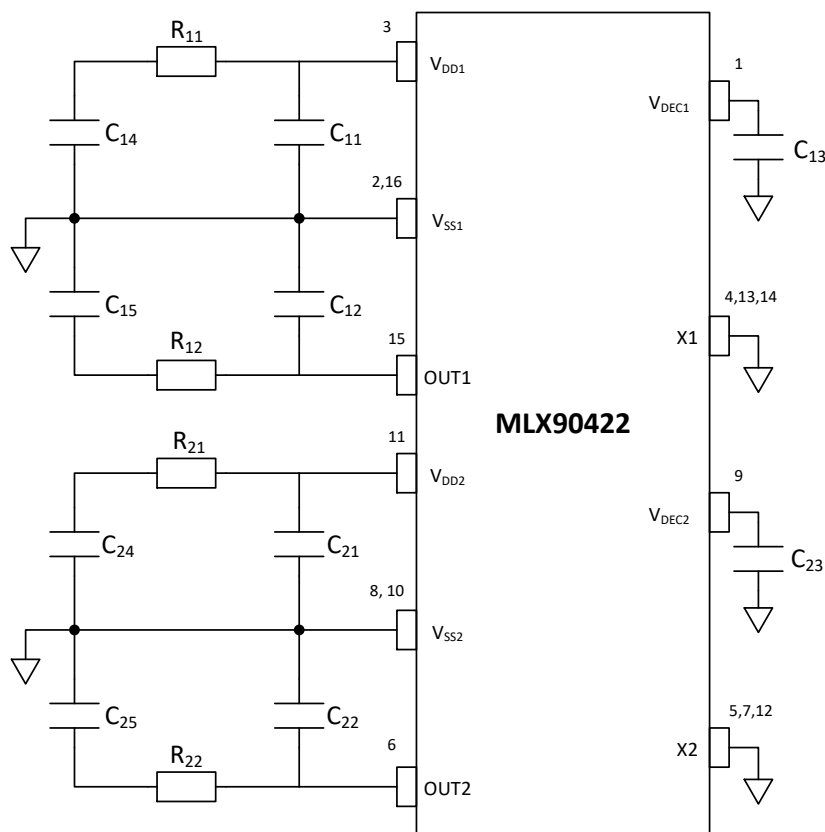 R11
3
VDD1
1
VDEC1
C14
C11
C13
2,16
VSS1
C15
C12
4,13,14
X1
R12
15
OUT1
MLX90422
R21
11
VDD2
9
VDEC2
C24
C21
C23
8, 10
VSS2
C25
C22
5,7,12
X2
R22
6
OUT2